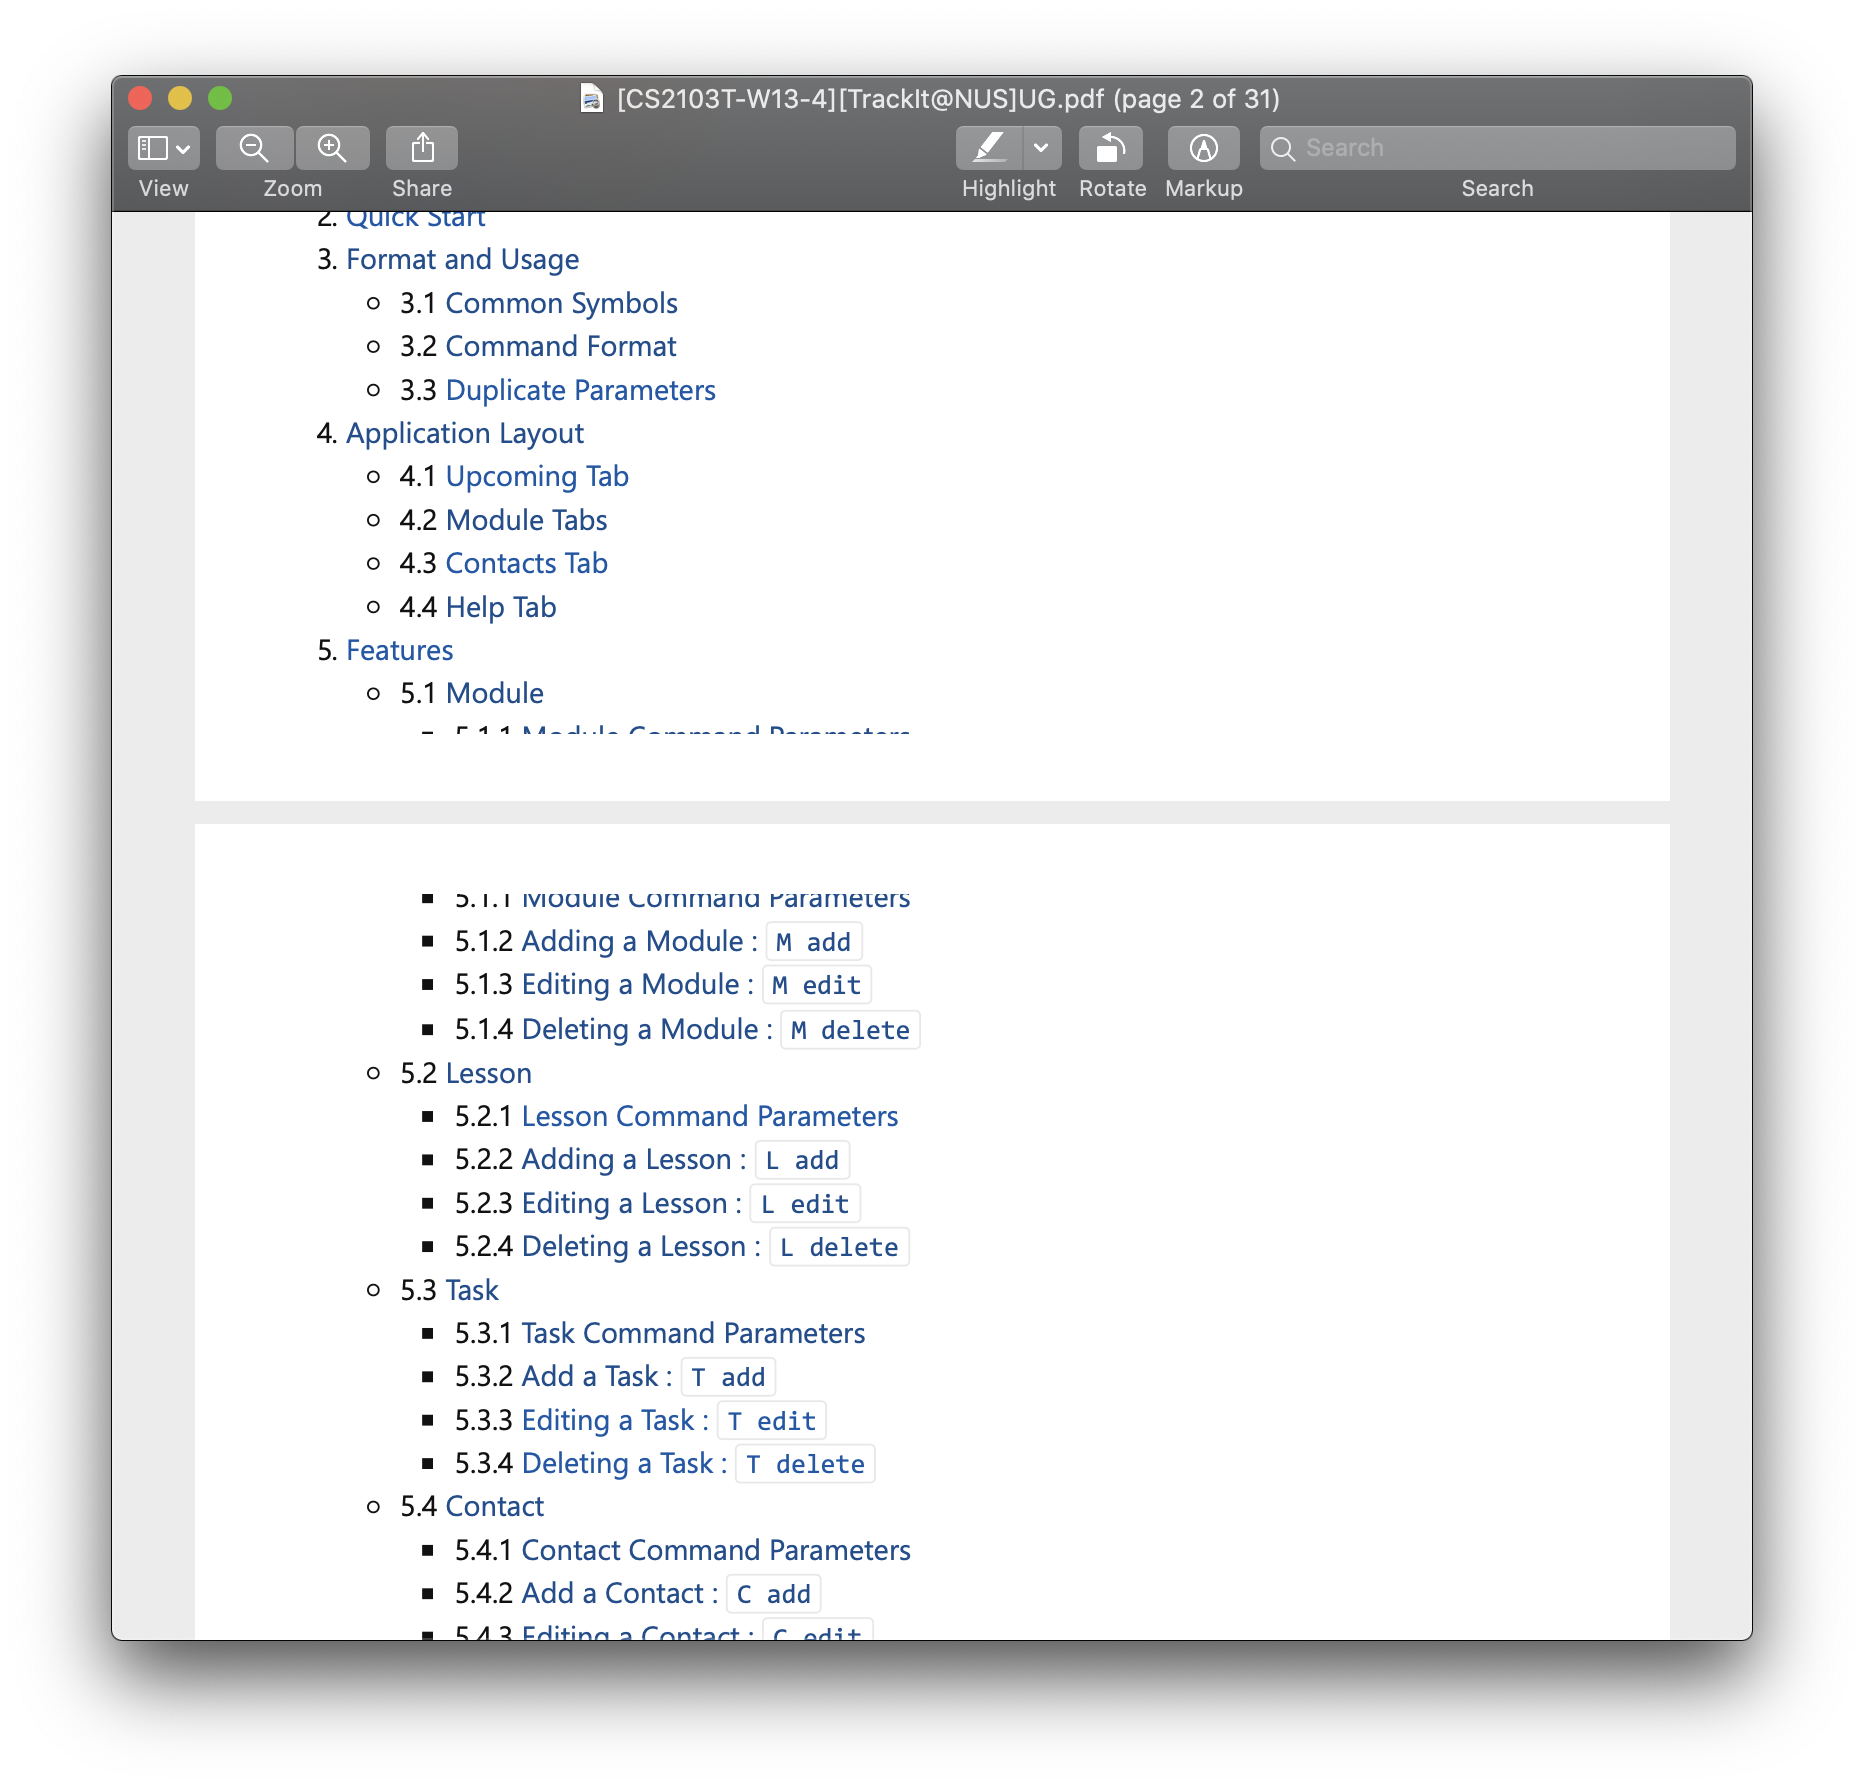 [CS2103T-W13-4][TrackIt@NUS]UG.pdf (page 2 of 31)
View Zoom Share Highlight Rotate Markup Search
Search
2. Quick Start
3. Format and Usage
3.1 Common Symbols
3.2 Command Format
3.3 Duplicate Parameters
4. Application Layout
4.1 Upcoming Tab
4.2 Module Tabs
4.3 Contacts Tab
4.4 Help Tab
5. Features
5.1 Module
5.1.1 Module Command Parameters
5.1.1 Module Command Parameters
5.1.2 Adding a Module : M add
5.1.3 Editing a Module : M edit
5.1.4 Deleting a Module : M delete
5.2 Lesson
5.2.1 Lesson Command Parameters
5.2.2 Adding a Lesson : L add
5.2.3 Editing a Lesson : L edit
5.2.4 Deleting a Lesson : L delete
5.3 Task
5.3.1 Task Command Parameters
5.3.2 Add a Task : T add
5.3.3 Editing a Task : T edit
5.3.4 Deleting a Task : T delete
5.4 Contact
5.4.1 Contact Command Parameters
5.4.2 Add a Contact : C add
5.4.3 Editing a Contact : C edit